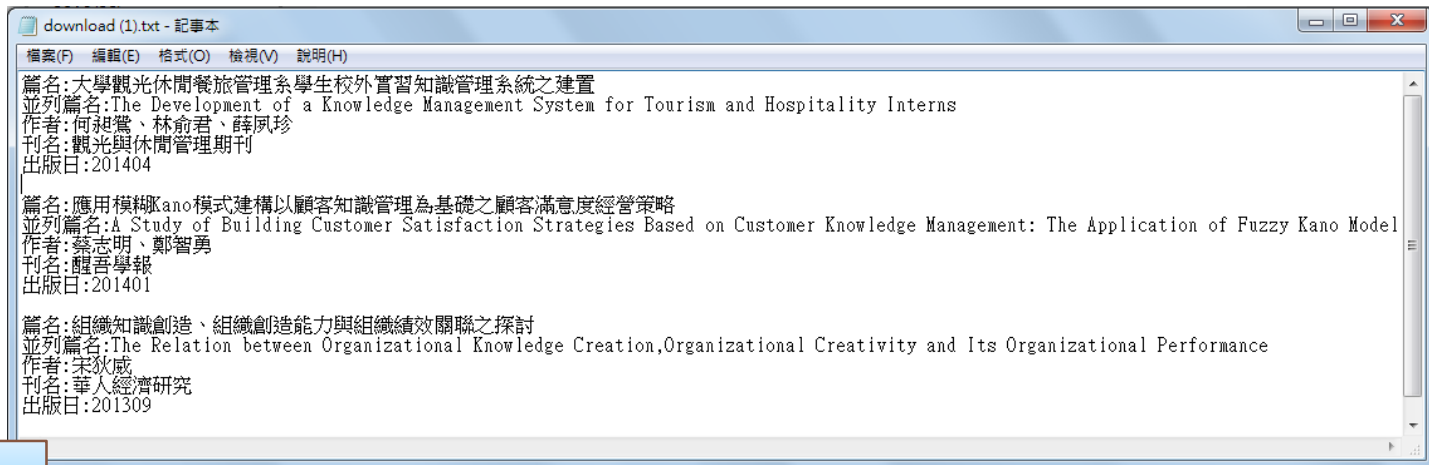 download (1).txt - 記事本
檔案(F) 編輯(E) 格式(O) 檢視(V) 說明(H)
篇名:大學觀光休閒餐旅管理系學生校外實習知識管理系統之建置
並列篇名:The Development of a Knowledge Management System for Tourism and Hospitality Interns
作者:何昶鴛、林俞君、薛夙珍
刊名:觀光與休閒管理期刊
出版日:201404
篇名:應用模糊Kano模式建構以顧客知識管理為基礎之顧客滿意度經營策略
並列篇名:A Study of Building Customer Satisfaction Strategies Based on Customer Knowledge Management: The Application of Fuzzy Kano Model
作者:蔡志明、鄭智勇
刊名:醒吾學報
出版日:201401
篇名:組織知識創造、組織創造能力與組織績效關聯之探討
並列篇名:The Relation between Organizational Knowledge Creation,Organizational Creativity and Its Organizational Performance
作者:宋狄威
刊名:華人經濟研究
出版日:201309